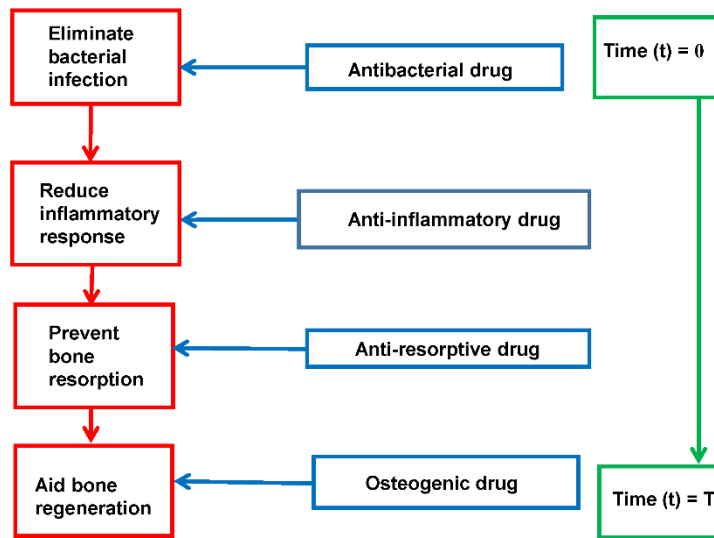 Eliminate
bacterial
infection
Antibacterial drug
Time (t) = 0
Reduce
inflammatory
response
Anti-inflammatory drug
Prevent
bone
resorption
Anti-resorptive drug
Aid bone
regeneration
Osteogenic drug
Time (t) = T